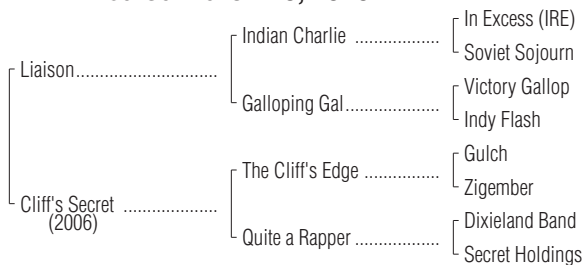 In Excess (IRE)
Indian Charlie ..................
Soviet Sojourn
Liaison..............................
Victory Gallop
Galloping Gal....................
Indy Flash
Gulch
The Cliff's Edge ................
Zigember
Cliff's Secret ....................
(2006)
Dixieland Band
Quite a Rapper .................
Secret Holdings